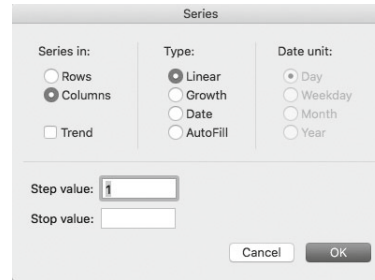 Series
Series in:
Rows
Columns
Trend
Type:
Linear
Growth
Date
AutoFill
Date unit:
Day
Weekday
Month
Year
Step value: 1
Stop value:
Cancel
OK